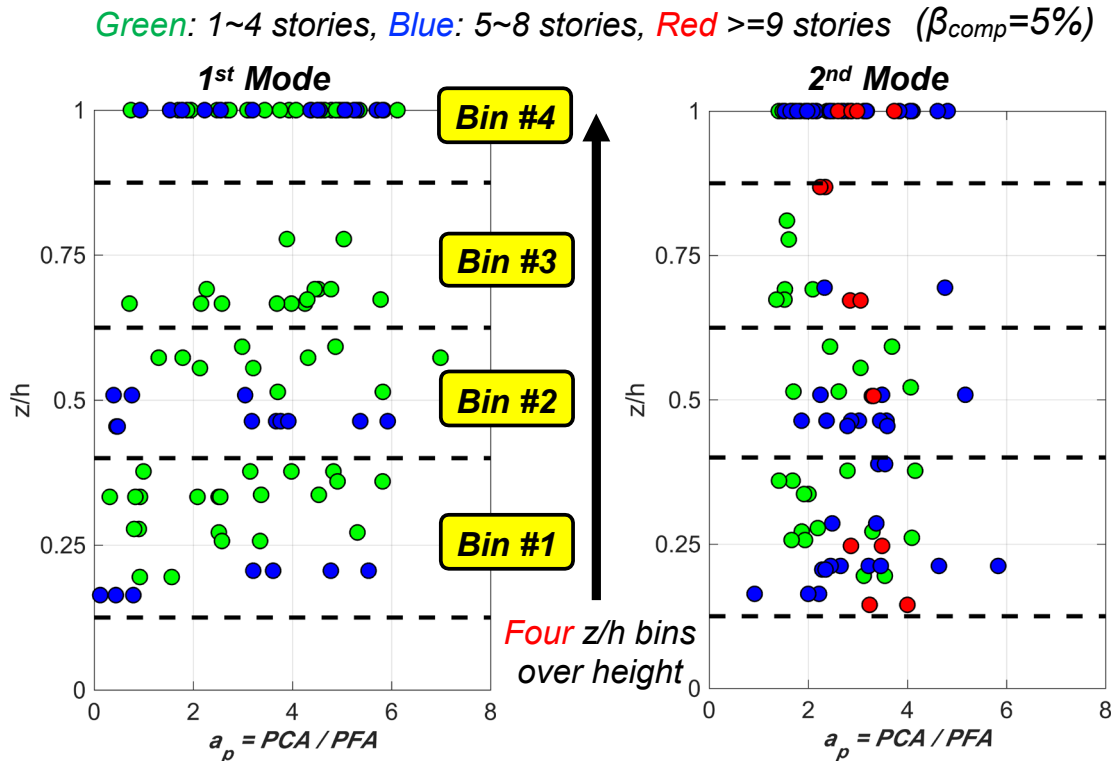 Green: 1~4 stories, Blue: 5~8 stories, Red >=9 stories (βcomp=5%)
1st Mode
2nd Mode
1
0.75
0.5
0.25
0
z/h
0
2
4
6
8
a_p = PCA / PFA
Bin #4
Bin #3
Bin #2
Bin #1
Four z/h bins
over height
1
0.75
0.5
0.25
0
z/h
0
2
4
6
8
a_p = PCA / PFA